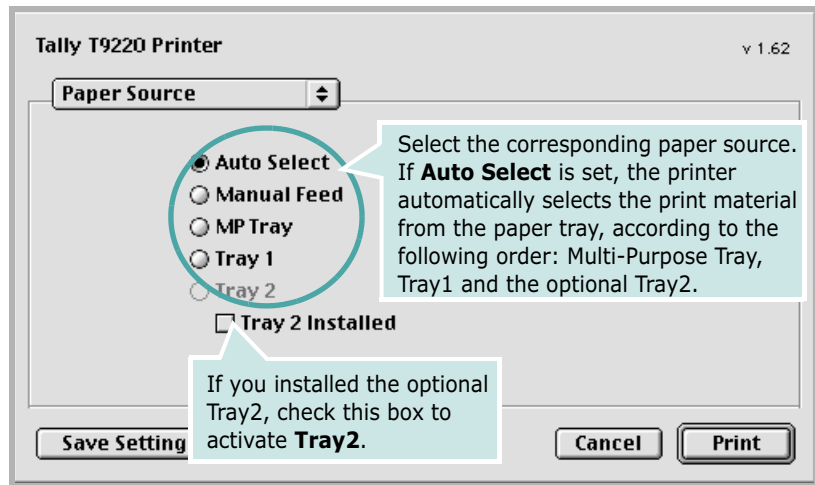 Tally T9220 Printer
v 1.62
Paper Source
Auto Select
Manual Feed
MP Tray
Tray 1
Tray 2
Tray 2 Installed
Select the corresponding paper source.
If Auto Select is set, the printer
automatically selects the print material
from the paper tray, according to the
following order: Multi-Purpose Tray,
Tray1 and the optional Tray2.
If you installed the optional
Tray2, check this box to
activate Tray2.
Save Setting
Cancel
Print